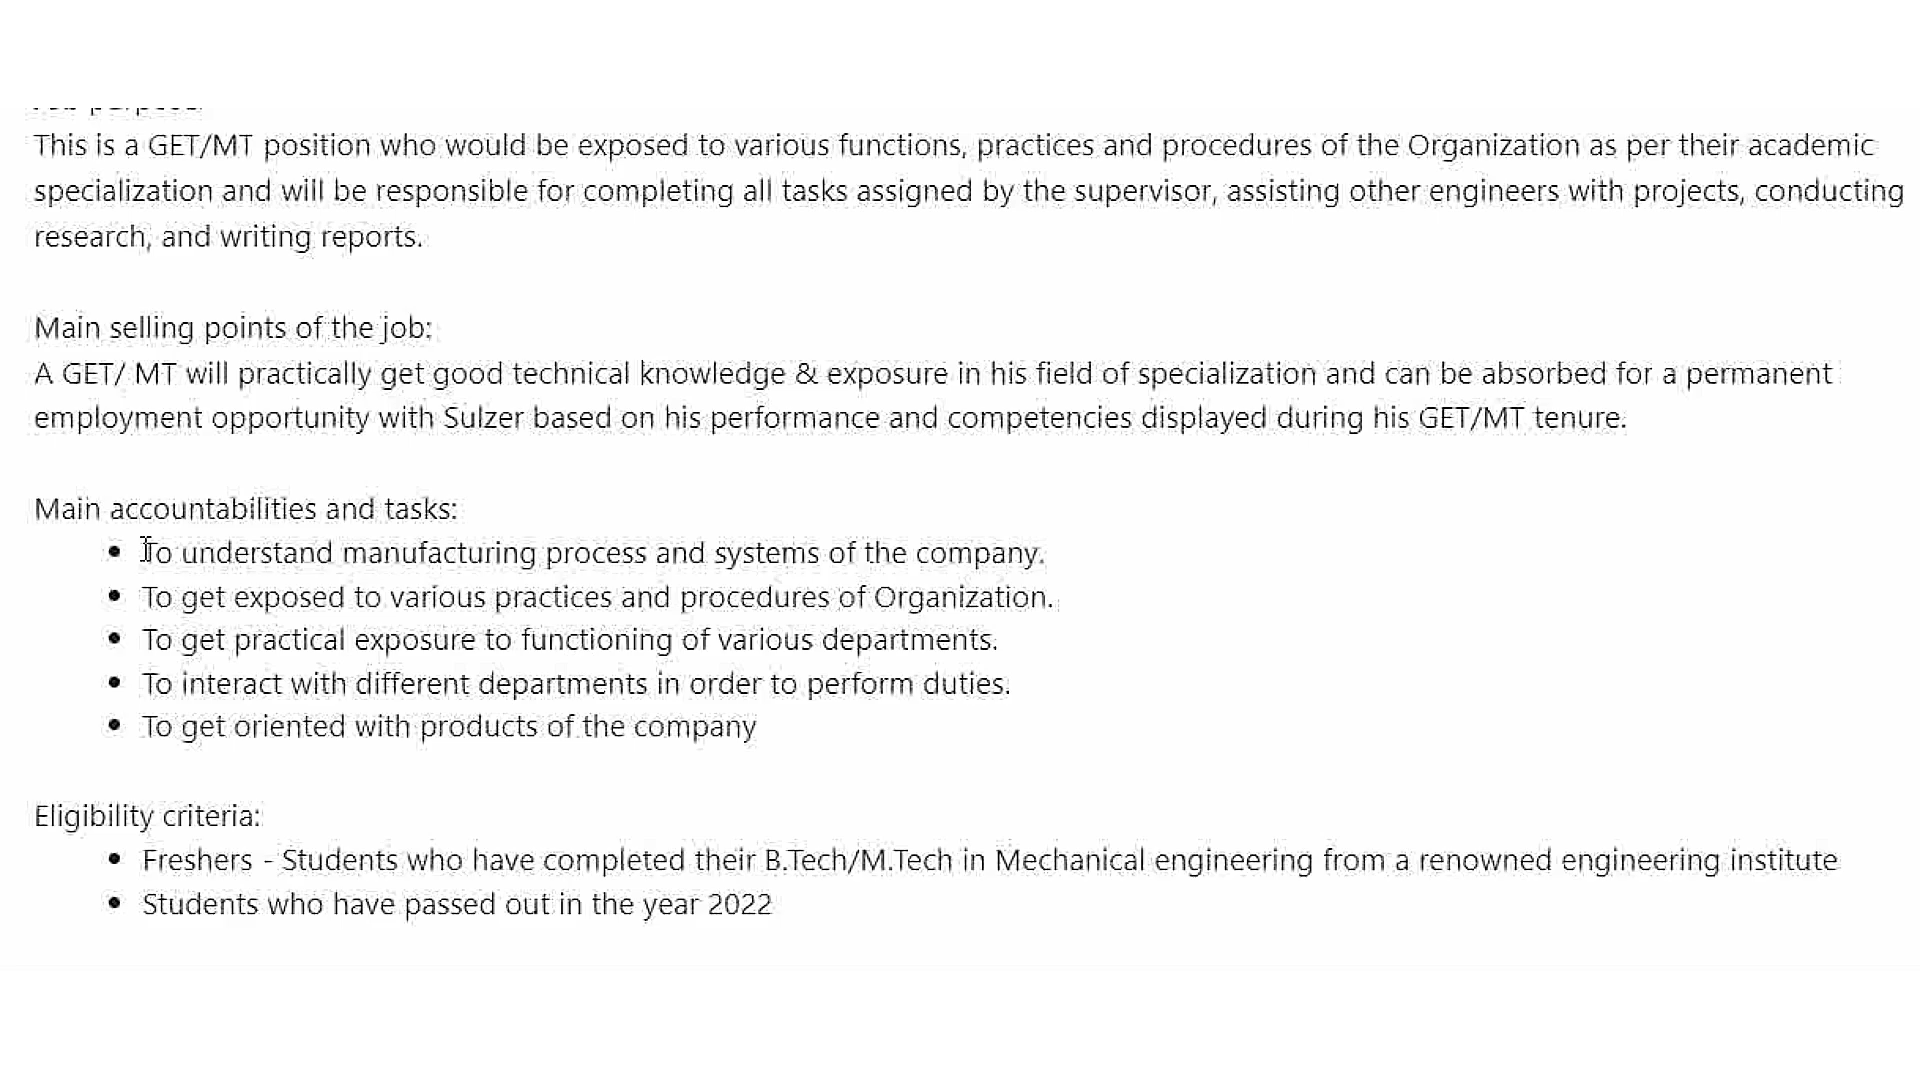 This is a GET/MT position who would be exposed to various functions, practices and procedures of the Organization as per their academic
specialization and will be responsible for completing all tasks assigned by the supervisor, assisting other engineers with projects, conducting
research, and writing reports.
Main selling points of the job:
A GET/ MT will practically get good technical knowledge & exposure in his field of specialization and can be absorbed for a permanent
employment opportunity with Sulzer based on his performance and competencies displayed during his GET/MT tenure.
Main accountabilities and tasks:
• To understand manufacturing process and systems of the company.
• To get exposed to various practices and procedures of Organization.
• To get practical exposure to functioning of various departments.
• To interact with different departments in order to perform duties.
• To get oriented with products of the company
Eligibility criteria:
• Freshers - Students who have completed their B.Tech/M.Tech in Mechanical engineering from a renowned engineering institute
• Students who have passed out in the year 2022